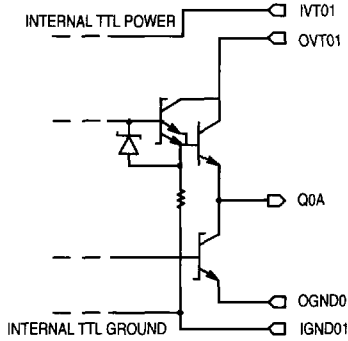 INTERNAL TTL POWER
IVT01
OVT01
Q0A
OGND0
INTERNAL TTL GROUND
IGND01